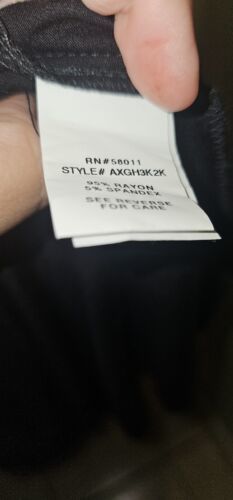 RN#58011
STYLE# AXGH3K2K
95% RAYON
5% SPANDEX
SEE REVERSE
FOR CARE